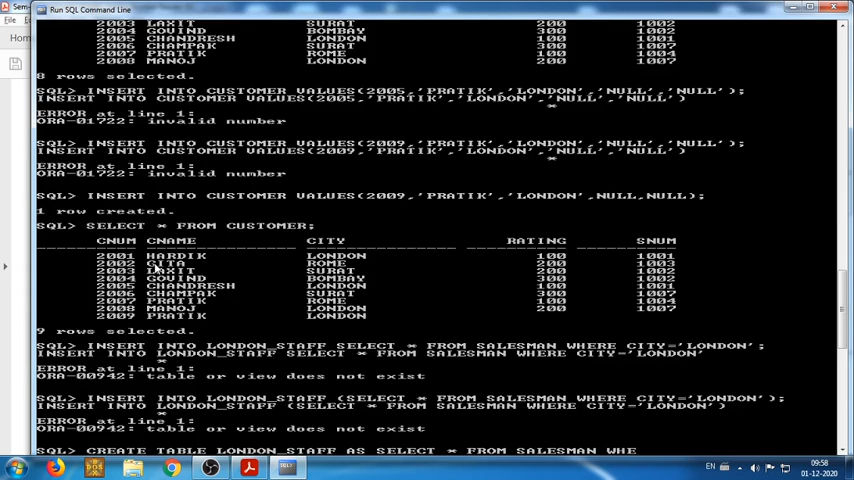 Sem-
Run SQL Command Line
File
Home
2003 LAXIT SURAT 200 1002
2004 GOVIND BOMBAY 300 1002
2005 CHANDRESH LONDON 100 1001
2006 CHAMPAK SURAT 300 1007
2007 PRATIK ROME 100 1004
2008 MANOJ LONDON 200 1007
8 rows selected.
SQL> INSERT INTO CUSTOMER VALUES(2005,'PRATIK','LONDON','NULL','NULL');
INSERT INTO CUSTOMER VALUES(2005,'PRATIK','LONDON','NULL','NULL')
*
ERROR at line 1:
ORA-01722: invalid number
SQL> INSERT INTO CUSTOMER VALUES(2009,'PRATIK','LONDON','NULL','NULL');
INSERT INTO CUSTOMER VALUES(2009,'PRATIK','LONDON','NULL','NULL')
*
ERROR at line 1:
ORA-01722: invalid number
SQL> INSERT INTO CUSTOMER VALUES(2009,'PRATIK','LONDON',NULL,NULL);
1 row created.
SQL> SELECT * FROM CUSTOMER;
CNUM CNAME CITY RATING SNUM
2001 HARDIK LONDON 100 1001
2002 GITA ROME 200 1003
2003 LAXIT SURAT 200 1002
2004 GOVIND BOMBAY 300 1002
2005 CHANDRESH LONDON 100 1001
2006 CHAMPAK SURAT 300 1007
2007 PRATIK ROME 100 1004
2008 MANOJ LONDON 200 1007
2009 PRATIK LONDON
9 rows selected.
SQL> INSERT INTO LONDON_STAFF SELECT * FROM SALESMAN WHERE CITY='LONDON';
INSERT INTO LONDON_STAFF SELECT * FROM SALESMAN WHERE CITY='LONDON'
*
ERROR at line 1:
ORA-00942: table or view does not exist
SQL> INSERT INTO LONDON_STAFF (SELECT * FROM SALESMAN WHERE CITY='LONDON');
INSERT INTO LONDON_STAFF (SELECT * FROM SALESMAN WHERE CITY='LONDON')
*
ERROR at line 1:
ORA-00942: table or view does not exist
SQL> CREATE TABLE LONDON_STAFF AS SELECT * FROM SALESMAN WHE
DOS
SQL>
EN
09:58
01-12-2020